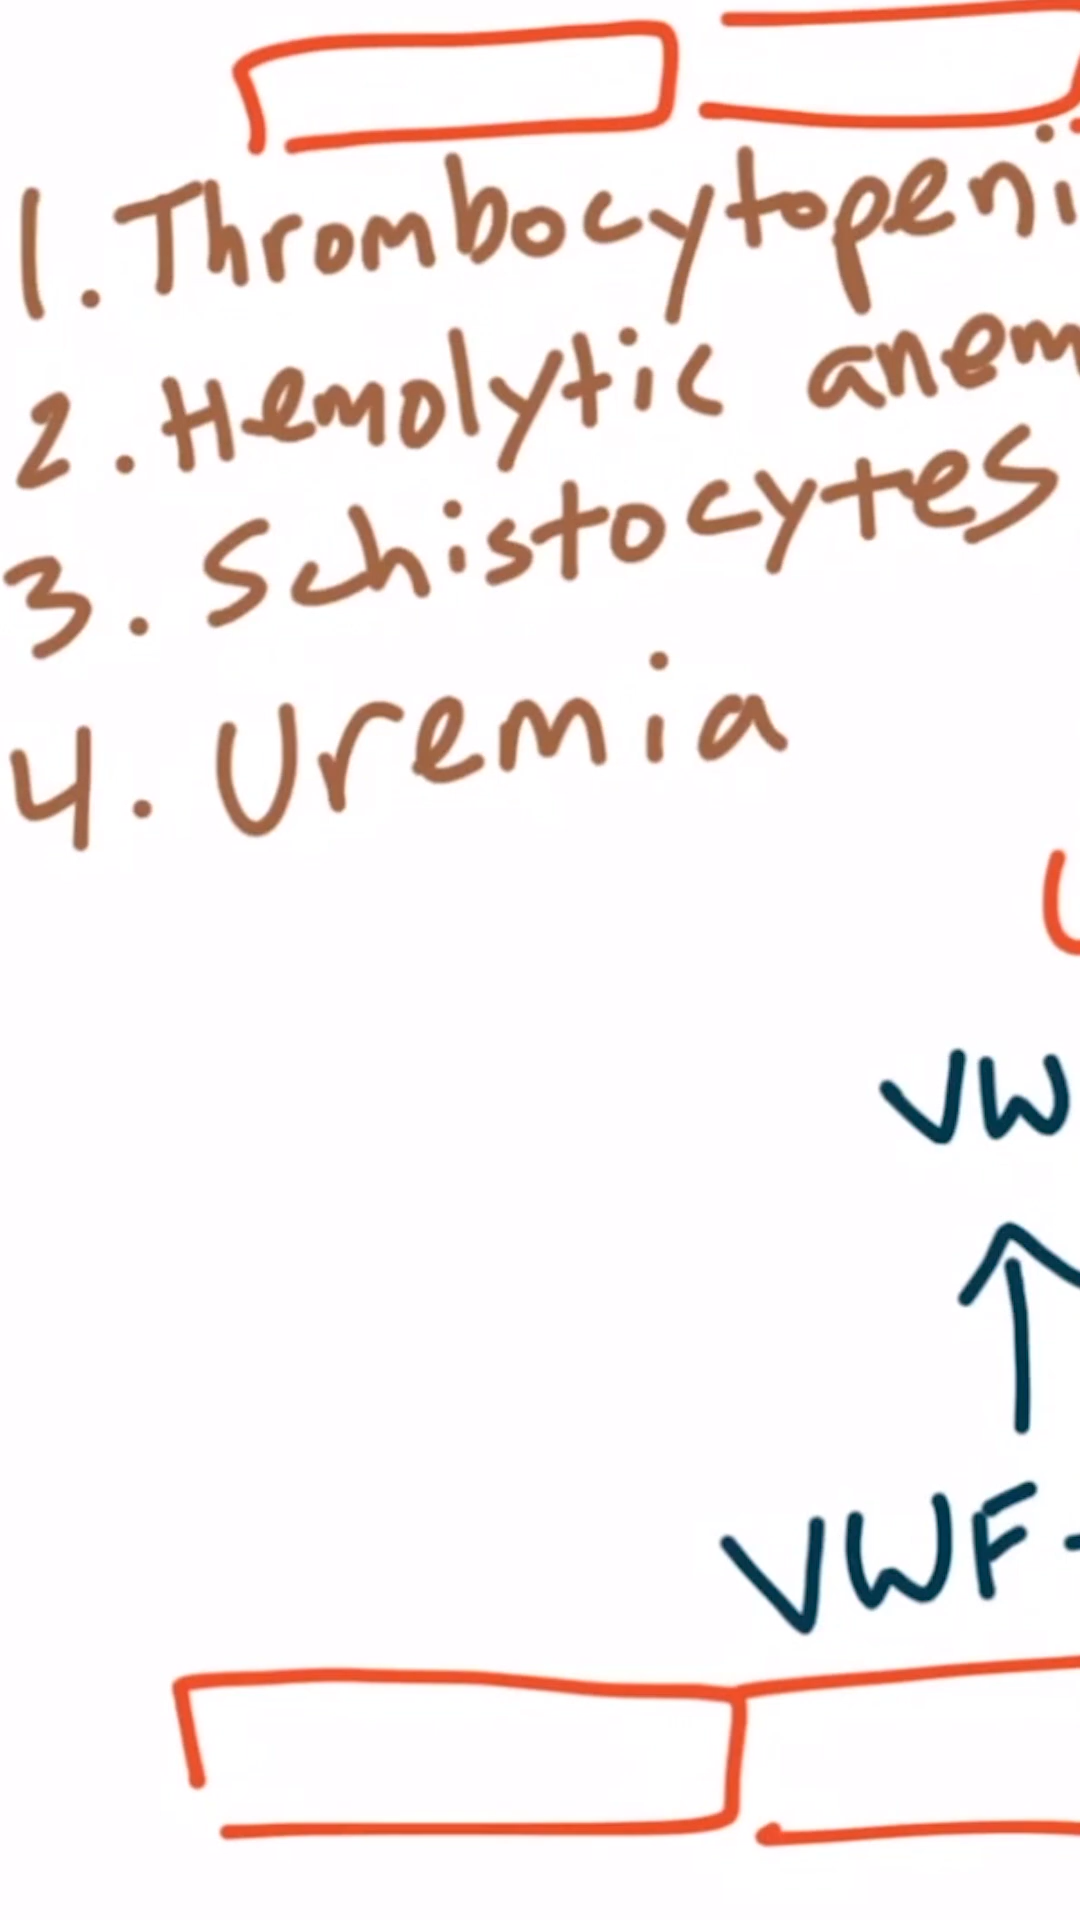 1. Thrombocytopeni
2. Hemolytic anem
3. Schistocytes
4. Uremia
U
VW
VWF-